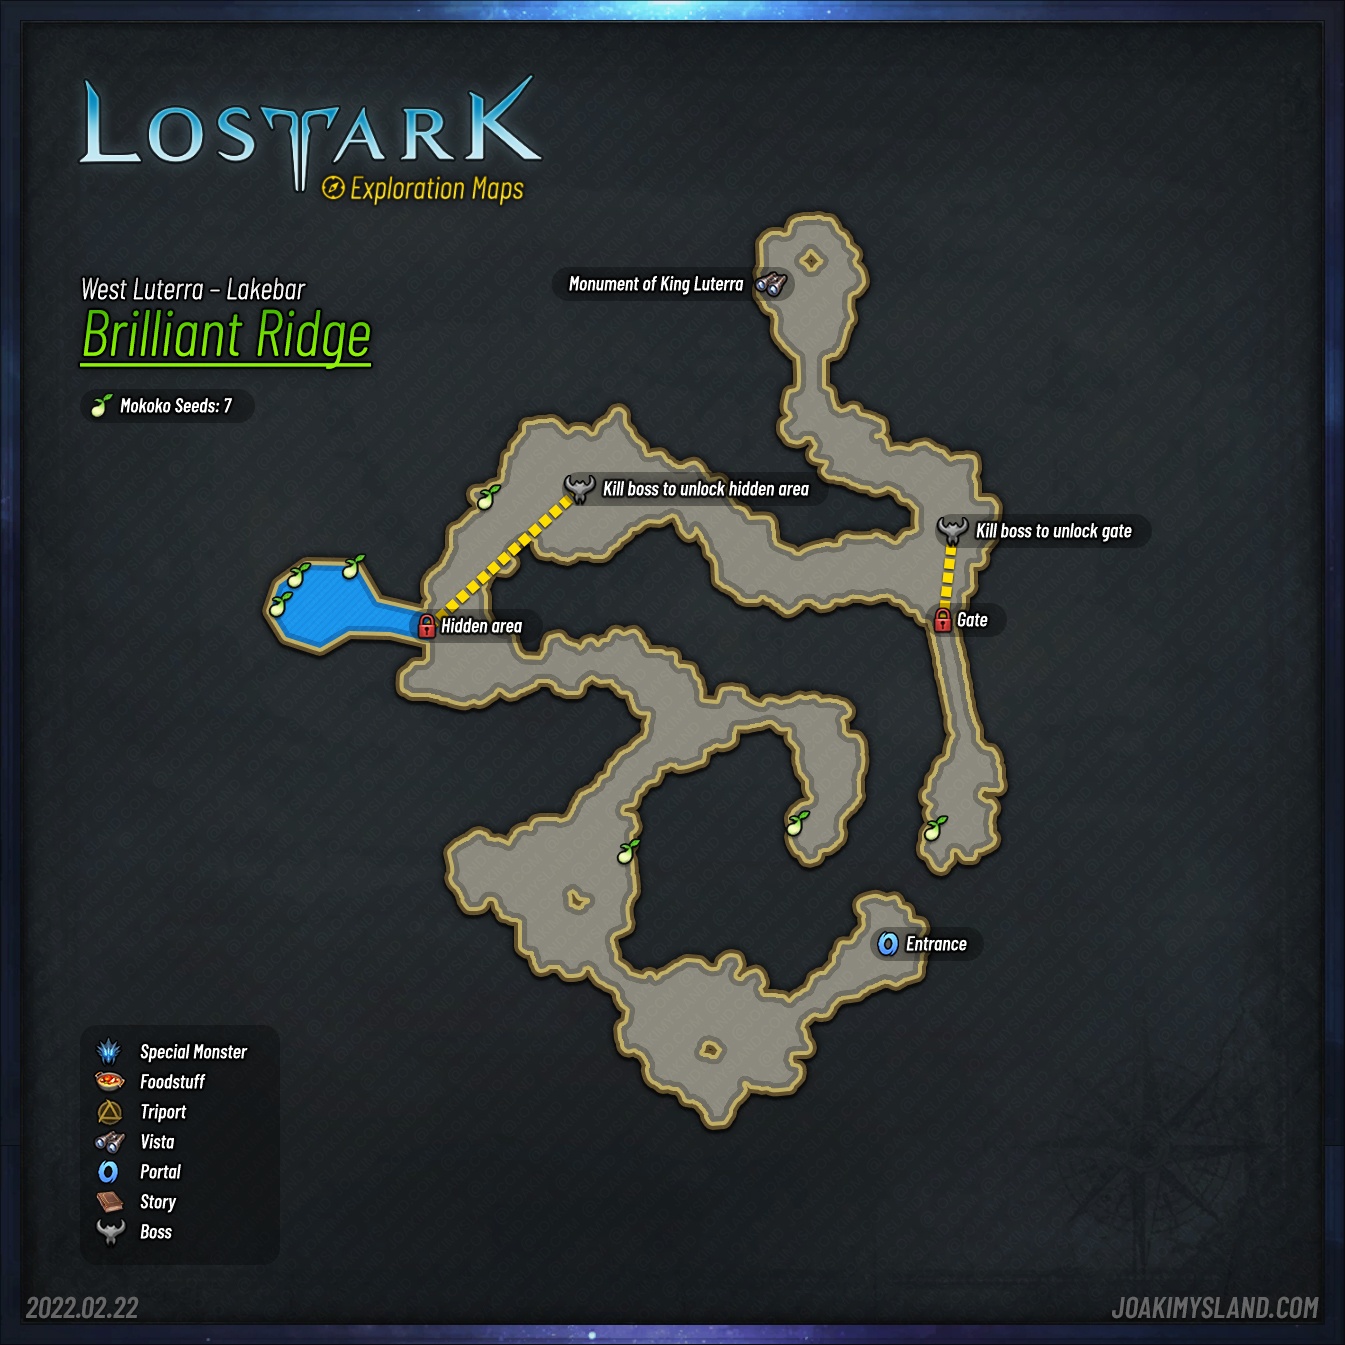 LOSTARK
Exploration Maps
West Luterra – Lakebar
Brilliant Ridge
Mokoko Seeds: 7
Monument of King Luterra
Kill boss to unlock hidden area
Kill boss to unlock gate
Hidden area
Gate
Entrance
Special Monster
Foodstuff
Triport
Vista
Portal
Story
Boss
2022.02.22
JOAKIMYSLAND.COM